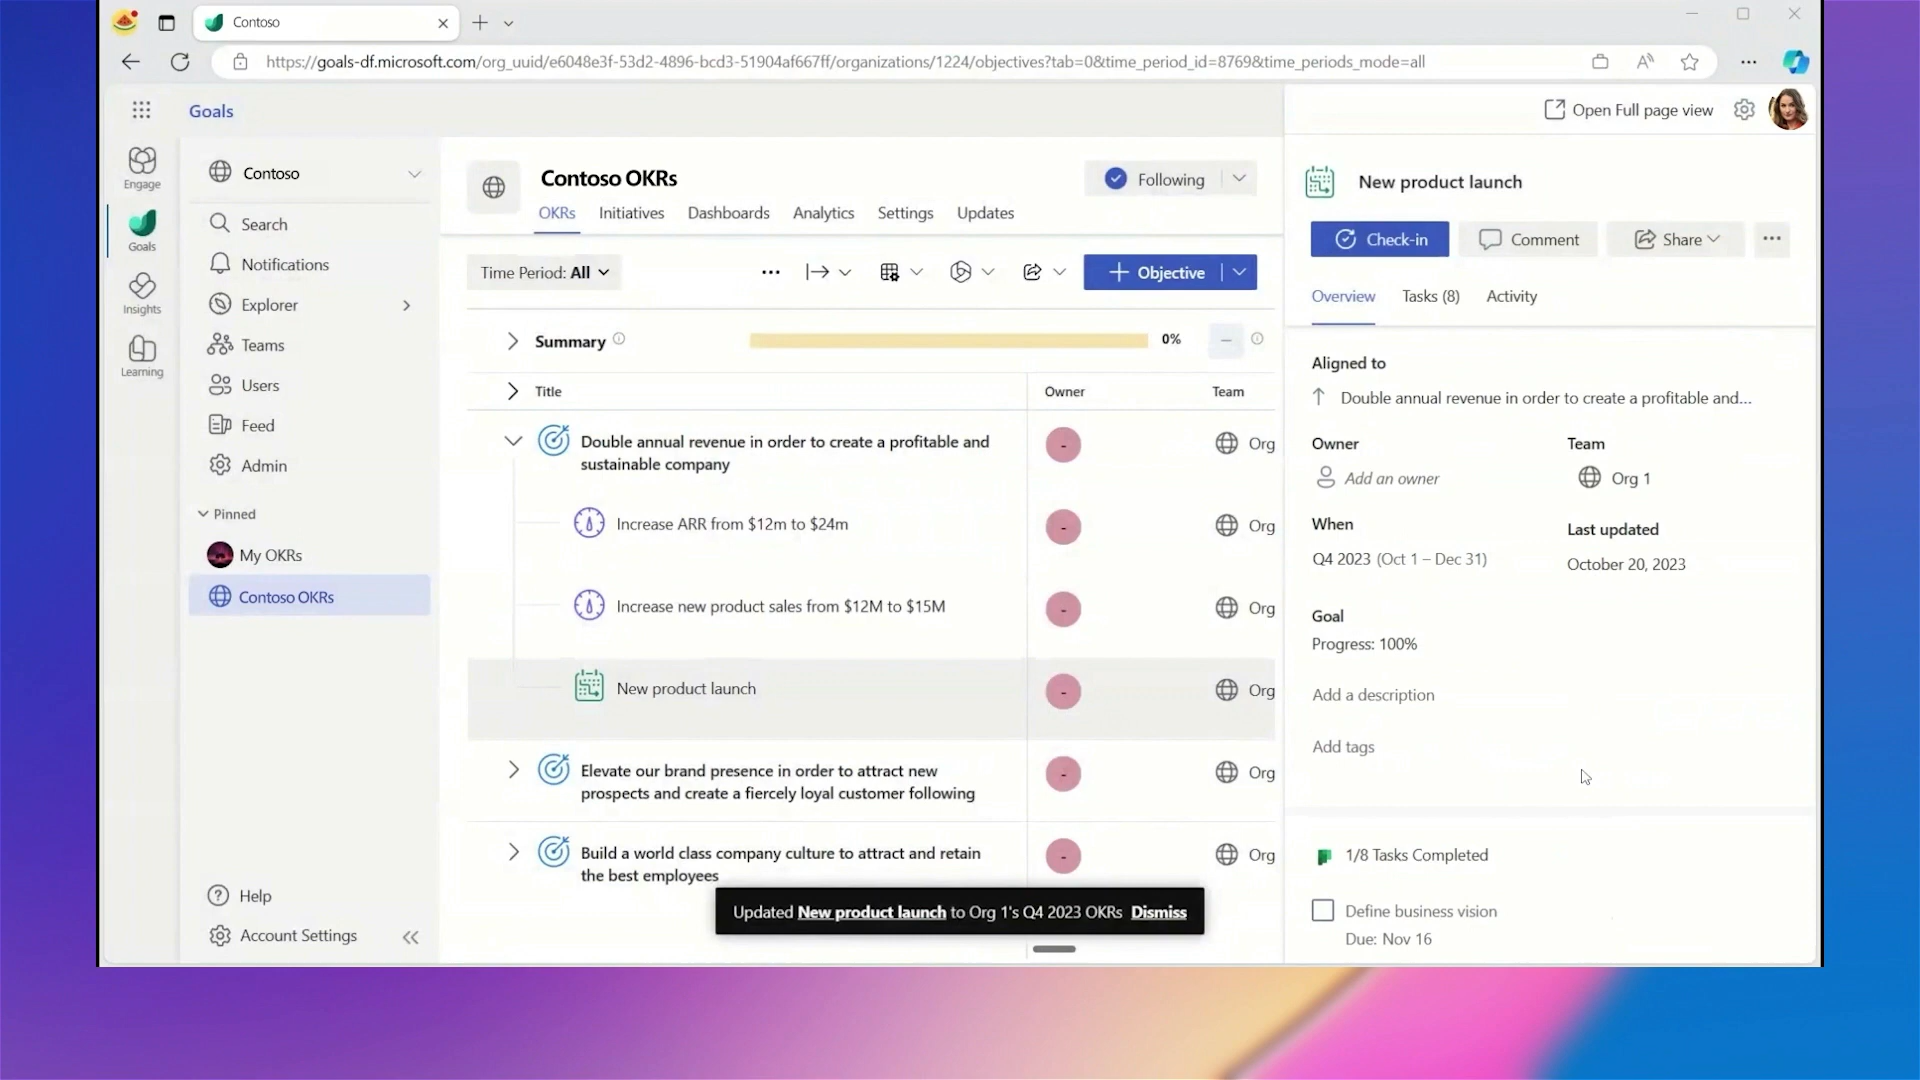 Contoso
https://goals-df.microsoft.com/org_uuid/e6048e3f-53d2-4896-bcd3-51904af667ff/organizations/1224/objectives?tab=0&time_period_id=8769&time_periods_mode=all
Goals
Open Full page view
Engage
Goals
Insights
Learning
Contoso
Search
Notifications
Explorer
Teams
Users
Feed
Admin
Pinned
My OKRs
Contoso OKRs
Help
Account Settings
Contoso OKRs
Following
OKRs Initiatives Dashboards Analytics Settings Updates
Time Period: All
Objective
Summary 0%
Title Owner Team
Double annual revenue in order to create a profitable and
sustainable company
- Org
Increase ARR from $12m to $24m - Org
Increase new product sales from $12M to $15M - Org
New product launch - Org
Elevate our brand presence in order to attract new
prospects and create a fiercely loyal customer following
- Org
Build a world class company culture to attract and retain
the best employees
- Org
Updated New product launch to Org 1's Q4 2023 OKRs Dismiss
New product launch
Check-in Comment Share
Overview Tasks (8) Activity
Aligned to
Double annual revenue in order to create a profitable and...
Owner Team
Add an owner Org 1
When Last updated
Q4 2023 (Oct 1 – Dec 31) October 20, 2023
Goal
Progress: 100%
Add a description
Add tags
1/8 Tasks Completed
Define business vision
Due: Nov 16